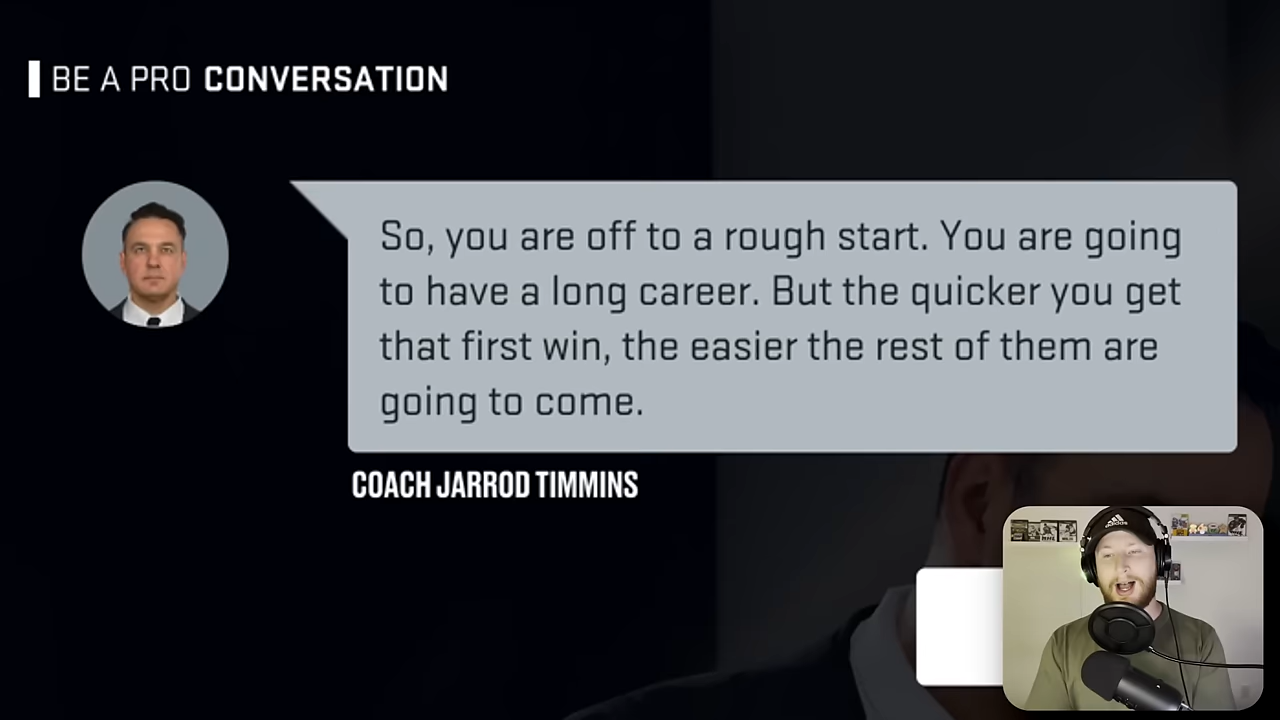 BE A PRO CONVERSATION
So, you are off to a rough start. You are going
to have a long career. But the quicker you get
that first win, the easier the rest of them are
going to come.
COACH JARROD TIMMINS
adidas